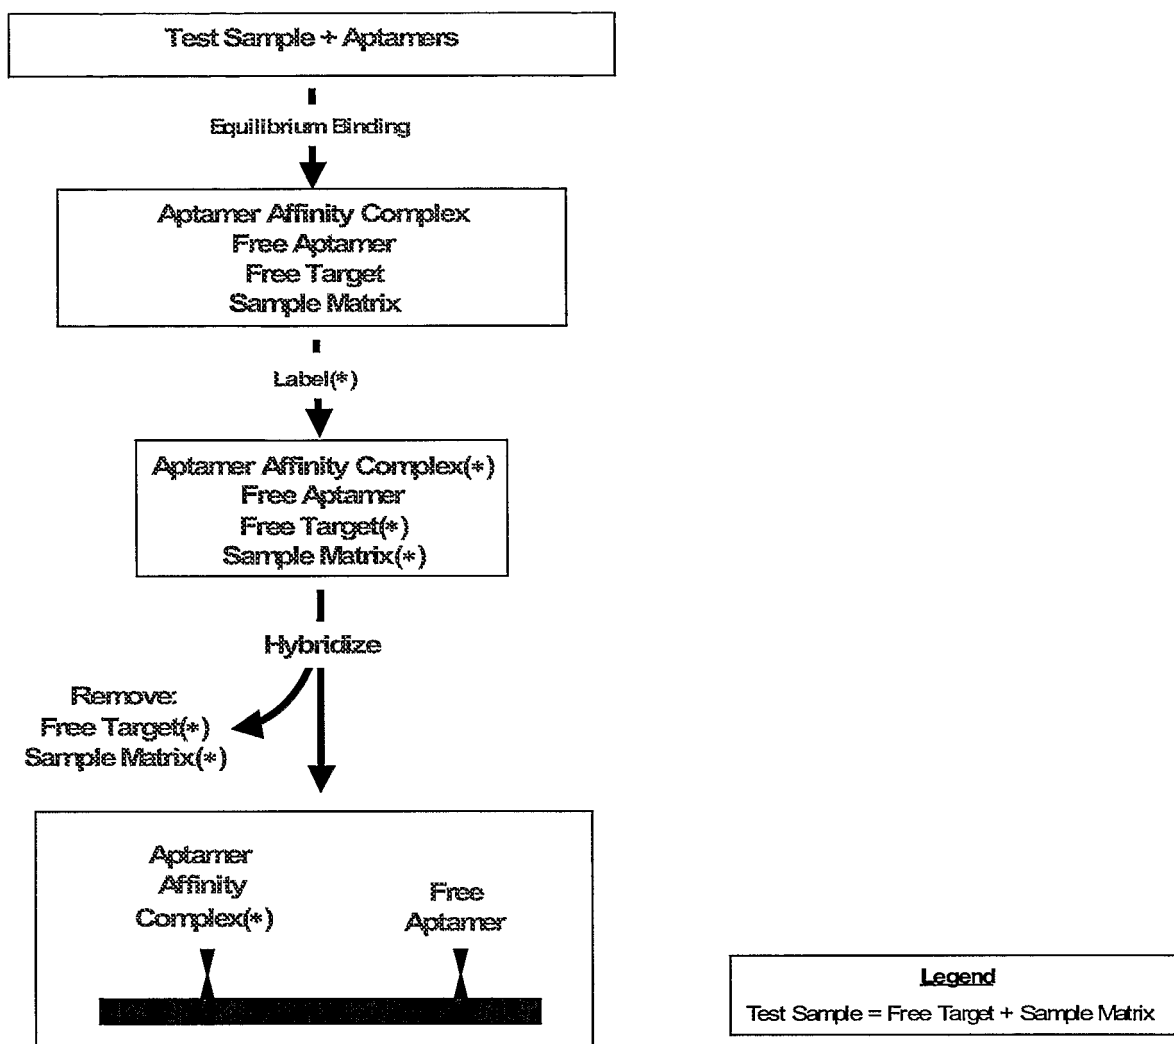 Test Sample + Aptamers
Equilibrium Binding
Aptamer Affinity Complex
Free Aptamer
Free Target
Sample Matrix
Label(*)
Aptamer Affinity Complex(*)
Free Aptamer
Free Target(*)
Sample Matrix(*)
Hybridize
Remove:
Free Target(*)
Sample Matrix(*)
Aptamer
Affinity
Complex(*)
Free
Aptamer
Legend
Test Sample = Free Target + Sample Matrix